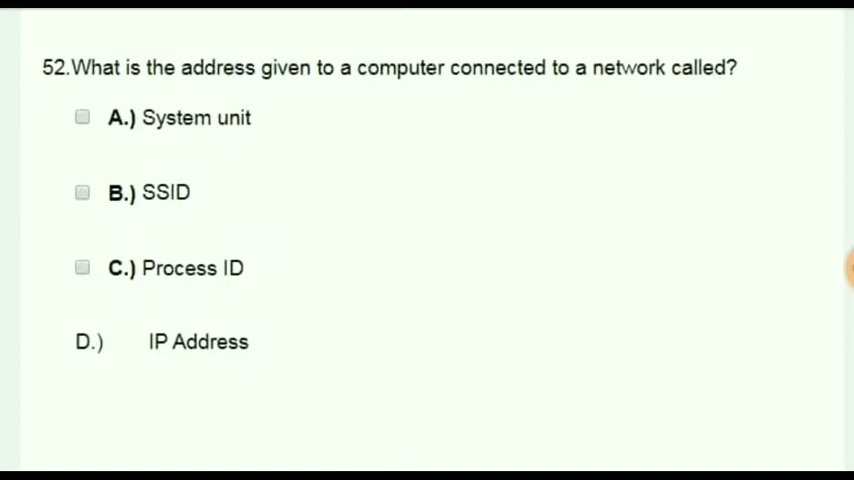 52.What is the address given to a computer connected to a network called?
A.) System unit
B.) SSID
C.) Process ID
D.) IP Address